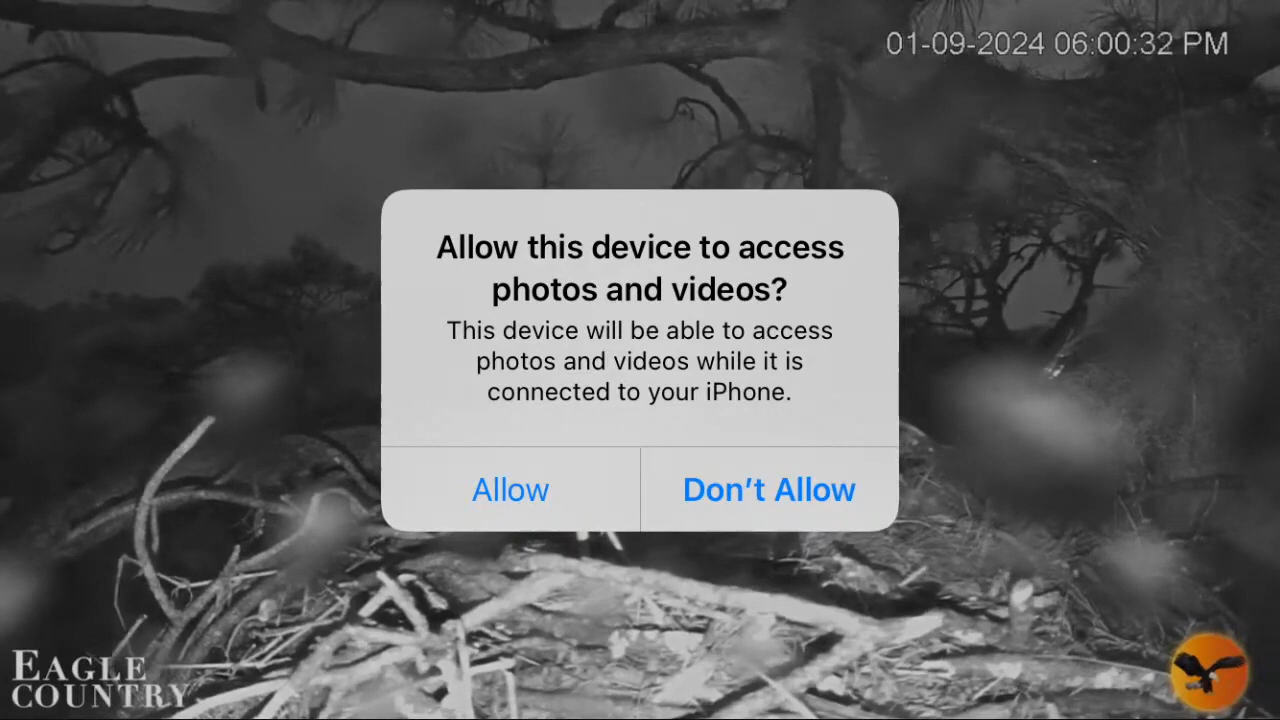 01-09-2024 06:00:32 PM
Allow this device to access
photos and videos?
This device will be able to access
photos and videos while it is
connected to your iPhone.
Allow
Don’t Allow
EAGLE
COUNTRY